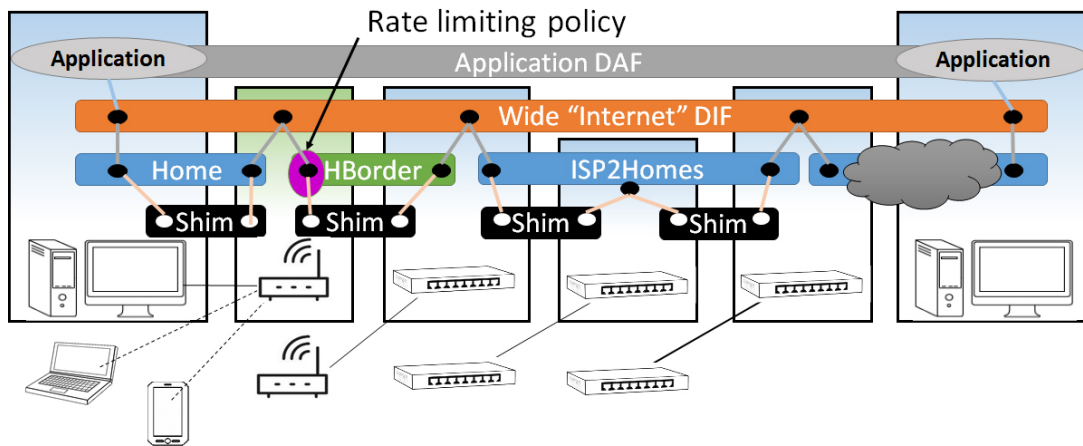 Rate limiting policy
Application
Application DAF
Application
Wide “Internet” DIF
Home
HBorder
ISP2Homes
Shim
Shim
Shim
Shim